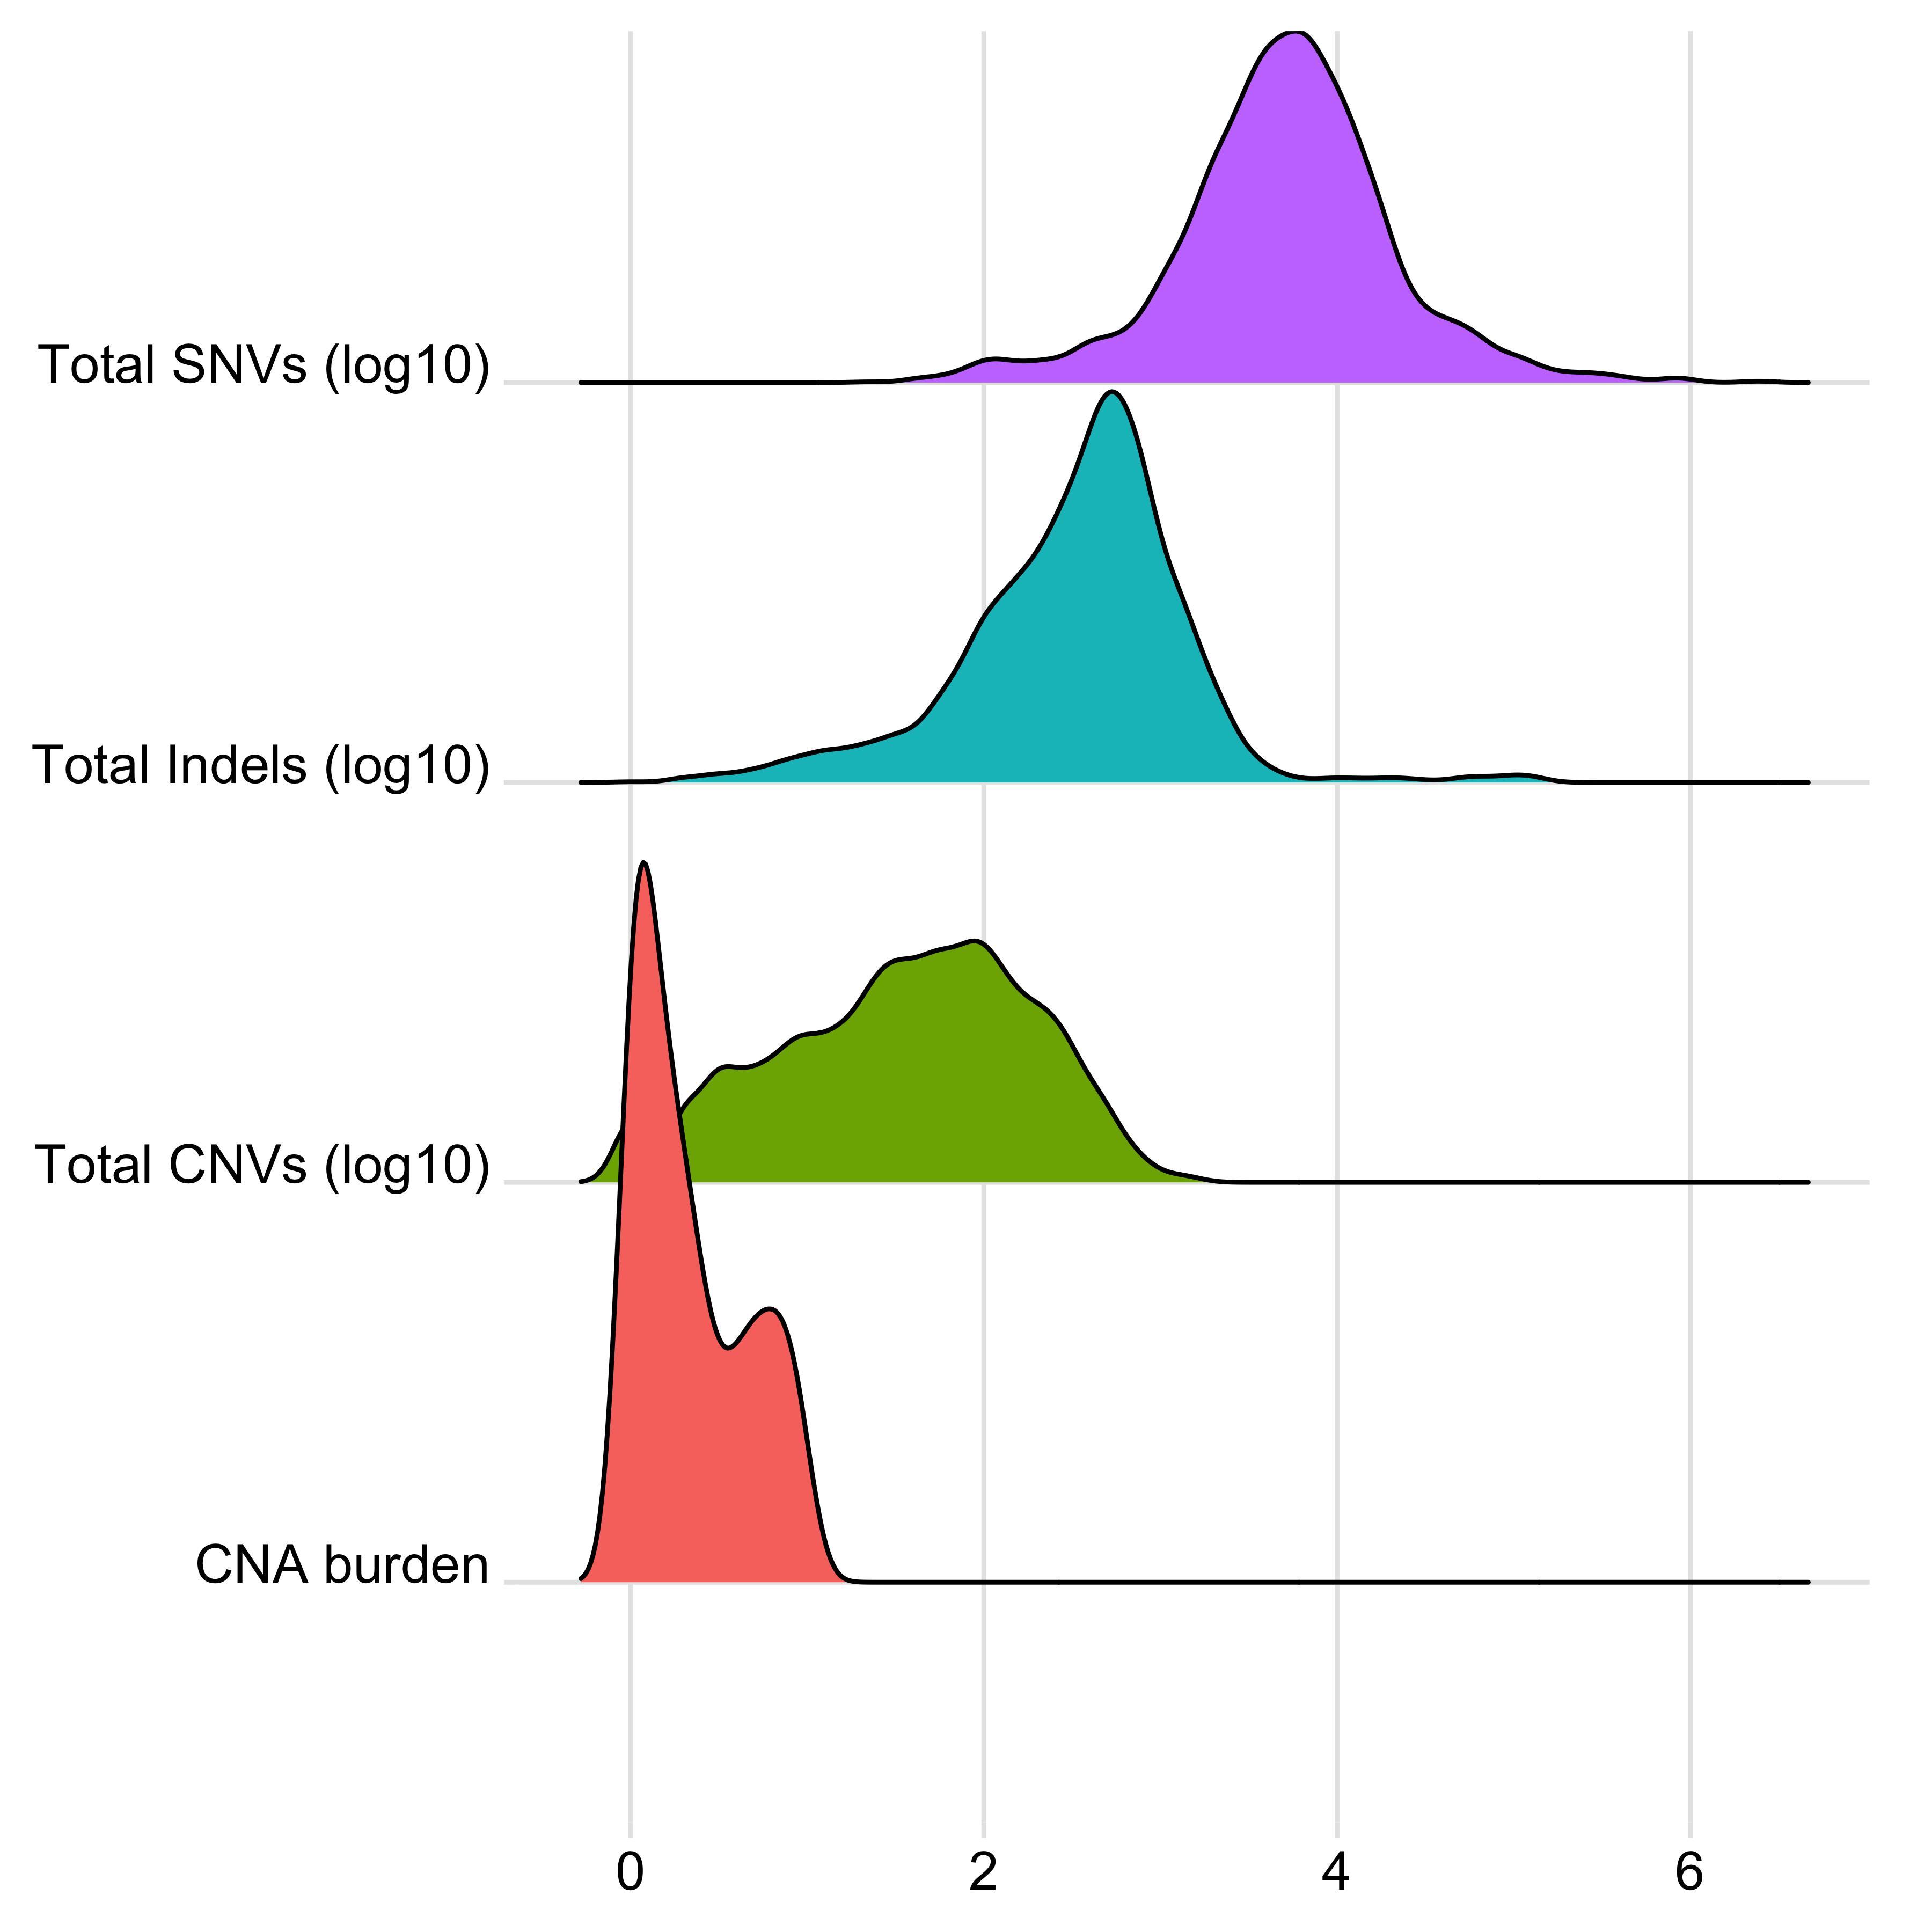 Total SNVs (log10)
Total Indels (log10)
Total CNVs (log10)
CNA burden
0 2 4 6